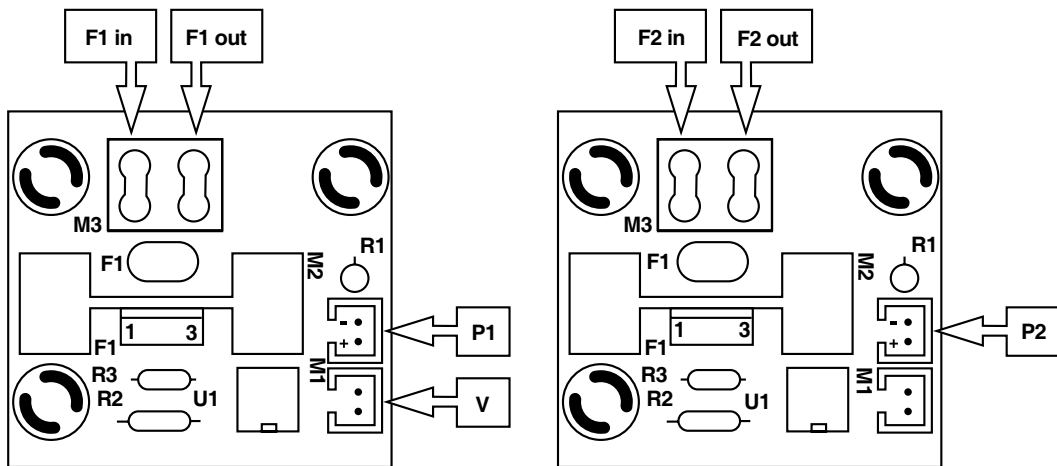 F1 in
F1 out
M3
F1
M2
R1
1
3
-
+
P1
F1
M1
R3
R2
U1
V
F2 in
F2 out
M3
F1
M2
R1
1
3
-
+
P2
F1
M1
R3
R2
U1